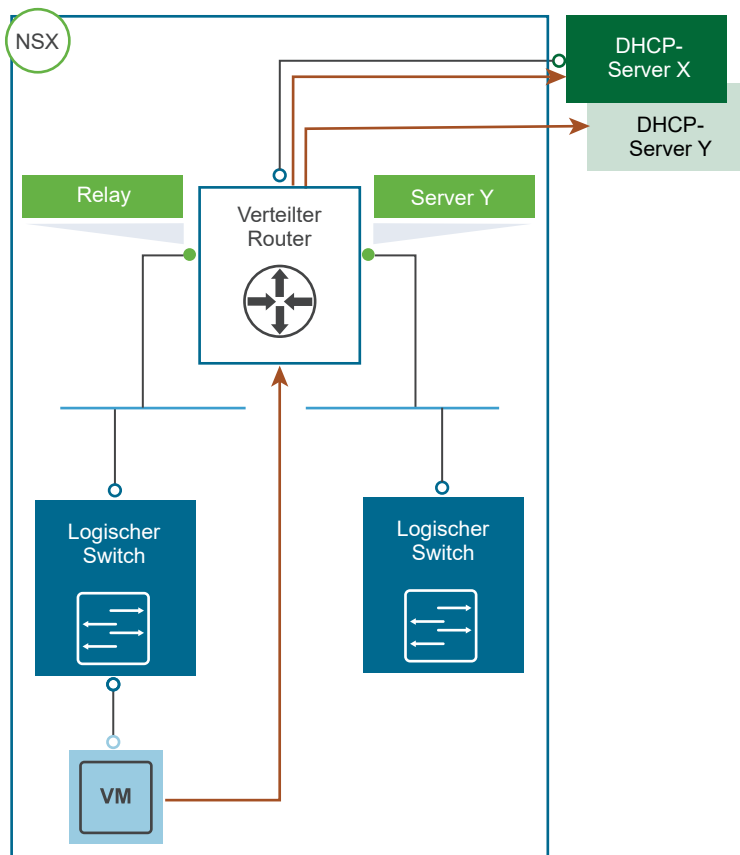 NSX
DHCP-
Server X
DHCP-
Server Y
Relay
Verteilter
Router
Server Y
Logischer
Switch
Logischer
Switch
VM